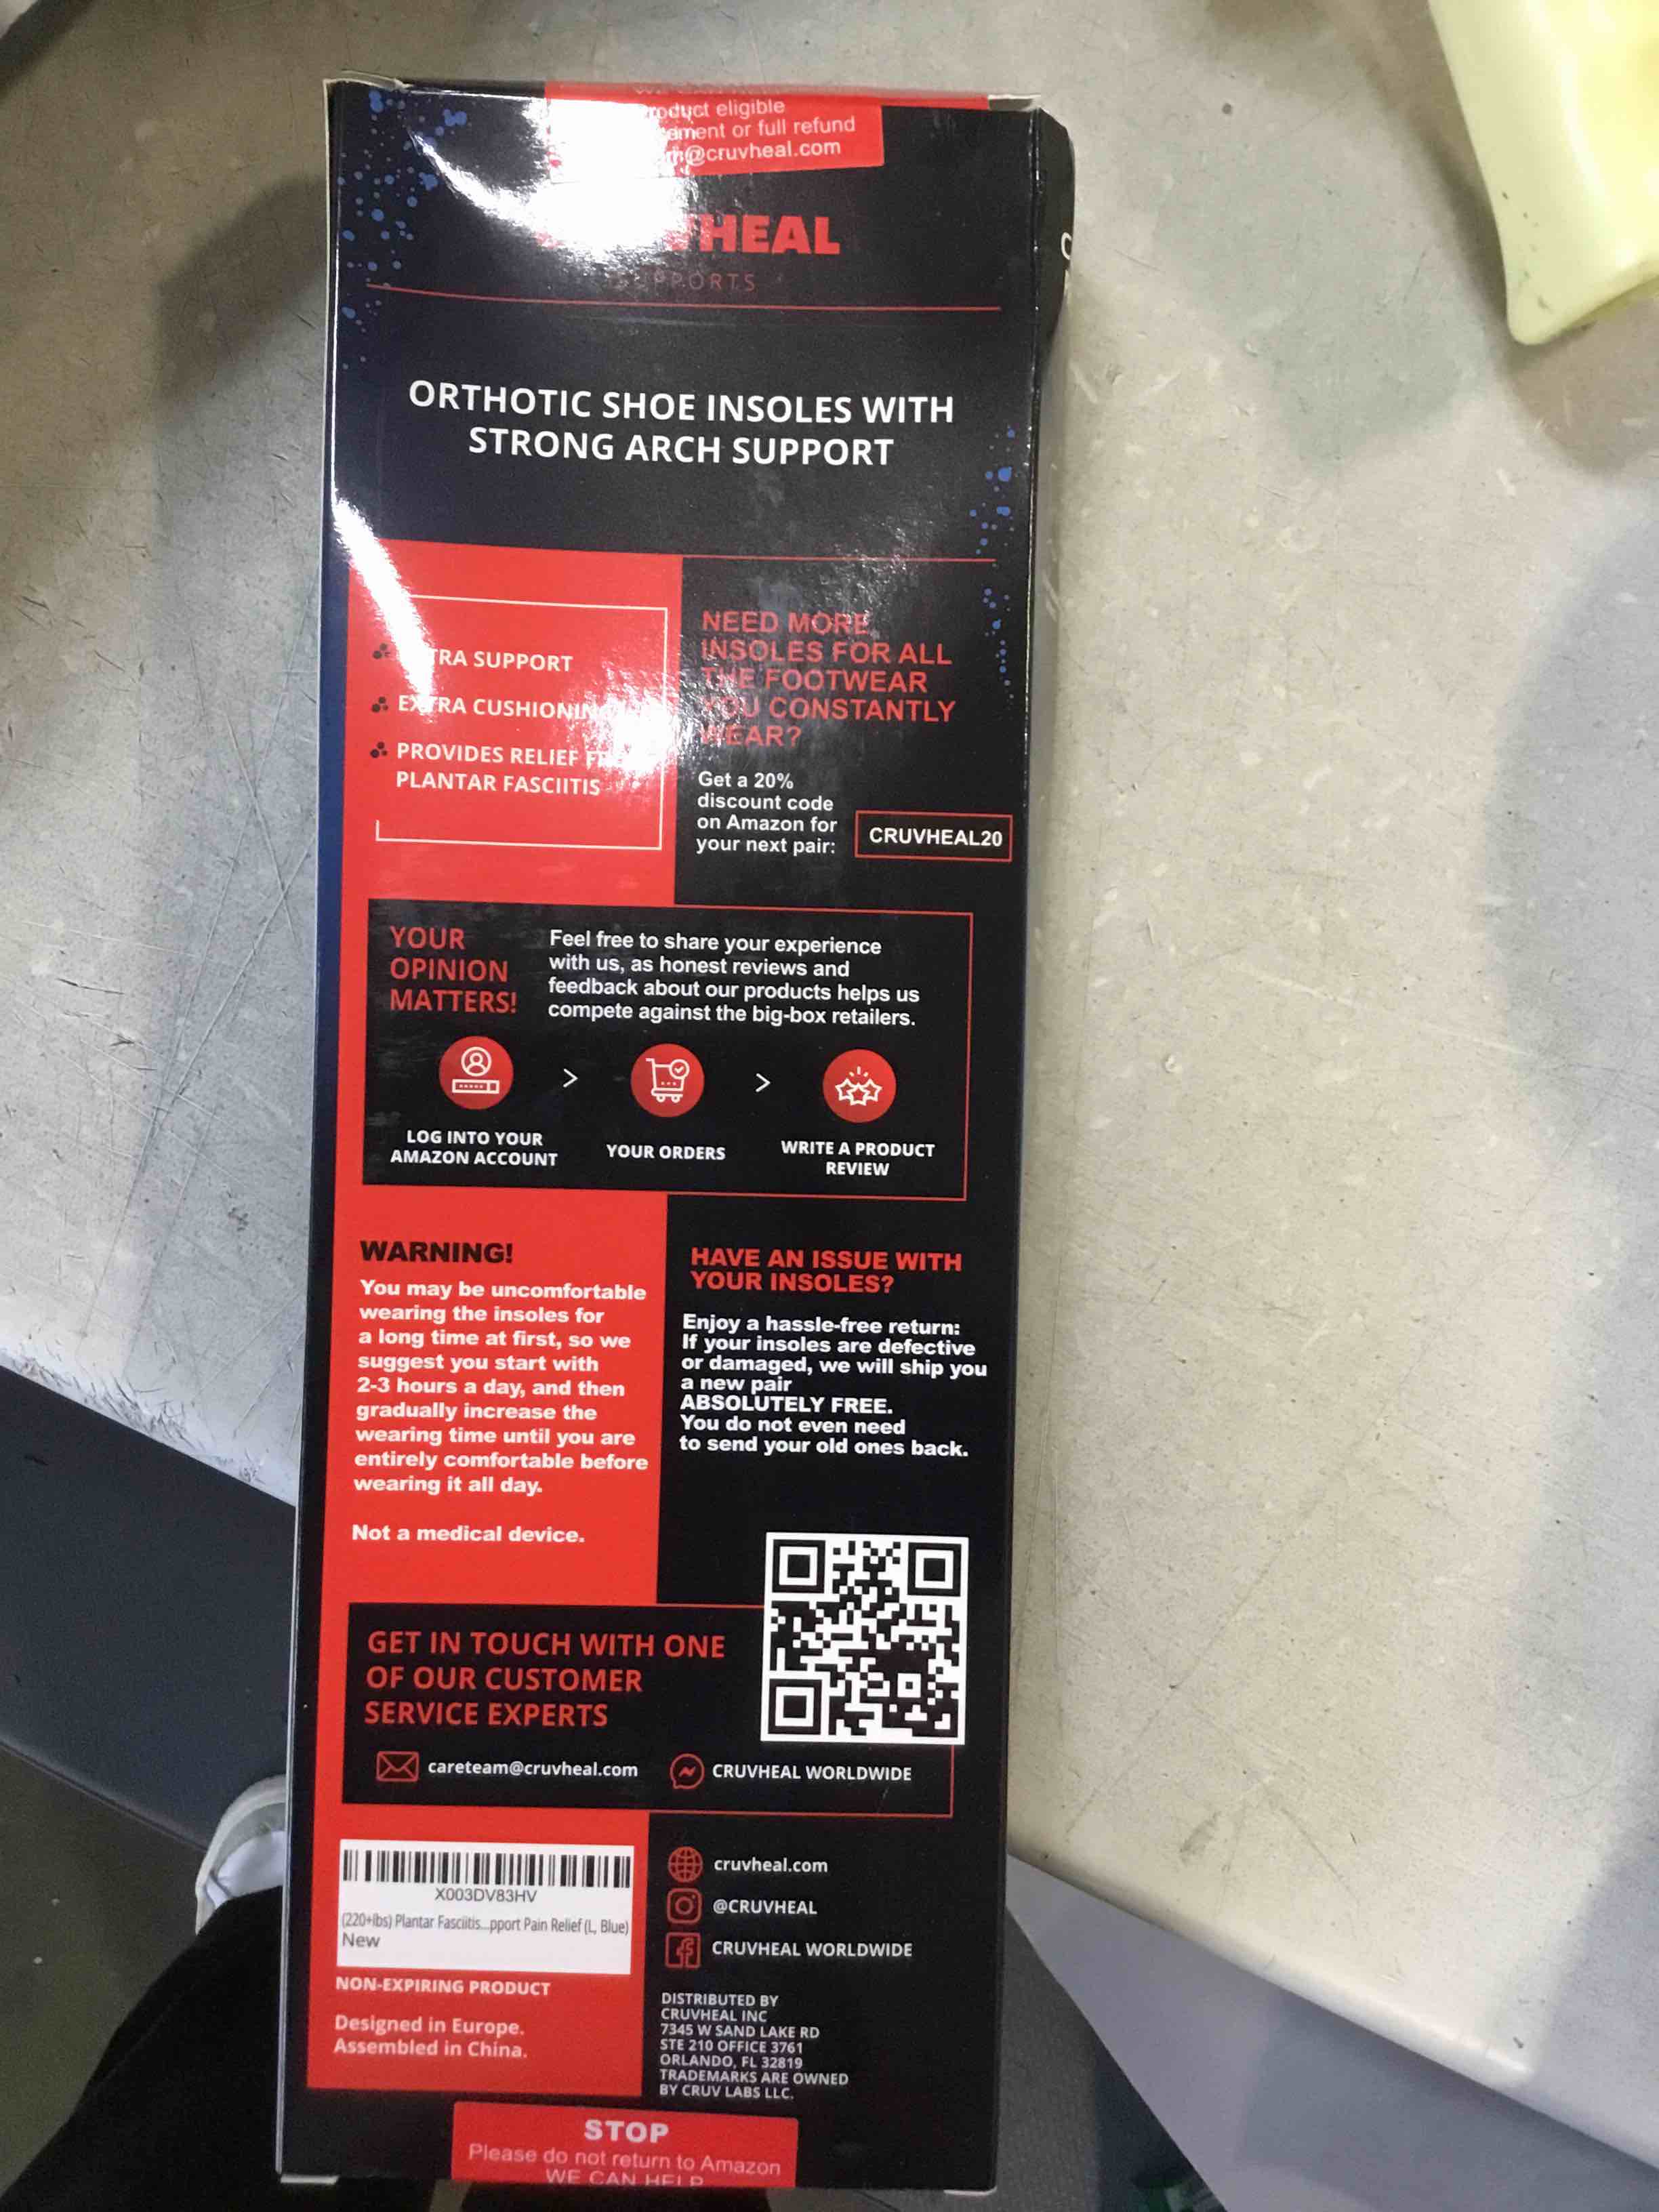 eligible
or full refund
@cruvheal.com
HEAL
ORTHOTIC SHOE INSOLES WITH
STRONG ARCH SUPPORT
SUPPORT
EXTRA CUSHIONING
PROVIDES RELIEF
PLANTAR FASCIITIS
NEED MORE
INSOLES FOR ALL
THE FOOTWEAR
YOU CONSTANTLY
WEAR?
Get a 20%
discount code
on Amazon for
your next pair:
CRUVHEAL20
YOUR
OPINION
MATTERS!
Feel free to share your experience
with us, as honest reviews and
feedback about our products helps us
compete against the big-box retailers.
LOG INTO YOUR
AMAZON ACCOUNT
>
YOUR ORDERS
>
WRITE A PRODUCT
REVIEW
WARNING!
You may be uncomfortable
wearing the insoles for
a long time at first, so we
suggest you start with
2-3 hours a day, and then
gradually increase the
wearing time until you are
entirely comfortable before
wearing it all day.
Not a medical device.
HAVE AN ISSUE WITH
YOUR INSOLES?
Enjoy a hassle-free return:
If your insoles are defective
or damaged, we will ship you
a new pair
ABSOLUTELY FREE.
You do not even need
to send your old ones back.
GET IN TOUCH WITH ONE
OF OUR CUSTOMER
SERVICE EXPERTS
careteam@cruvheal.com
CRUVHEAL WORLDWIDE
X003DV83HV
(220+lbs) Plantar Fasciitis...pport Pain Relief (L, Blue)
New
NON-EXPIRING PRODUCT
Designed in Europe.
Assembled in China.
cruvheal.com
@CRUVHEAL
CRUVHEAL WORLDWIDE
DISTRIBUTED BY
CRUVHEAL INC
7345 W SAND LAKE RD
STE 210 OFFICE 3761
ORLANDO, FL 32819
TRADEMARKS ARE OWNED
BY CRUV LABS LLC.
STOP
Please do not return to Amazon
WE CAN HELP